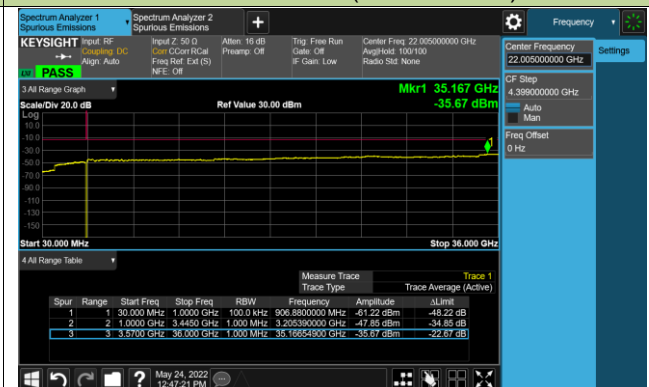 Spectrum Analyzer 1
Spurious Emissions
Spectrum Analyzer 2
Spurious Emissions
Frequency
KEYSIGHT
Input: RF
Coupling: DC
Align: Auto
Input Z: 50 Ω
Corr CCorr RCal
Freq Ref: Ext (S)
NFE: Off
Atten: 16 dB
Preamp: Off
Trig: Free Run
Gate: Off
IF Gain: Low
Center Freq: 22.005000000 GHz
Avg|Hold: 100/100
Radio Std: None
PASS
Center Frequency
22.005000000 GHz
Settings
CF Step
4.399000000 GHz
Auto
Man
Freq Offset
0 Hz
3 All Range Graph
Mkr1 35.167 GHz
-35.67 dBm
Scale/Div 20.0 dB
Ref Value 30.00 dBm
Log
10.0
-10.0
-30.0
-50.0
-70.0
-90.0
-110
-130
-150
1
Start 30.000 MHz
Stop 36.000 GHz
4 All Range Table
Measure Trace Trace 1
Trace Type Trace Average (Active)
Spur Range Start Freq Stop Freq RBW Frequency Amplitude ΔLimit
1 1 30.000 MHz 1.0000 GHz 100.0 kHz 906.8800000 MHz -61.22 dBm -48.22 dB
2 2 1.0000 GHz 3.4450 GHz 1.000 MHz 3.205390000 GHz -47.85 dBm -34.85 dB
3 3 3.5700 GHz 36.000 GHz 1.000 MHz 35.16654900 GHz -35.67 dBm -22.67 dB
May 24, 2022
12:47:21 PM